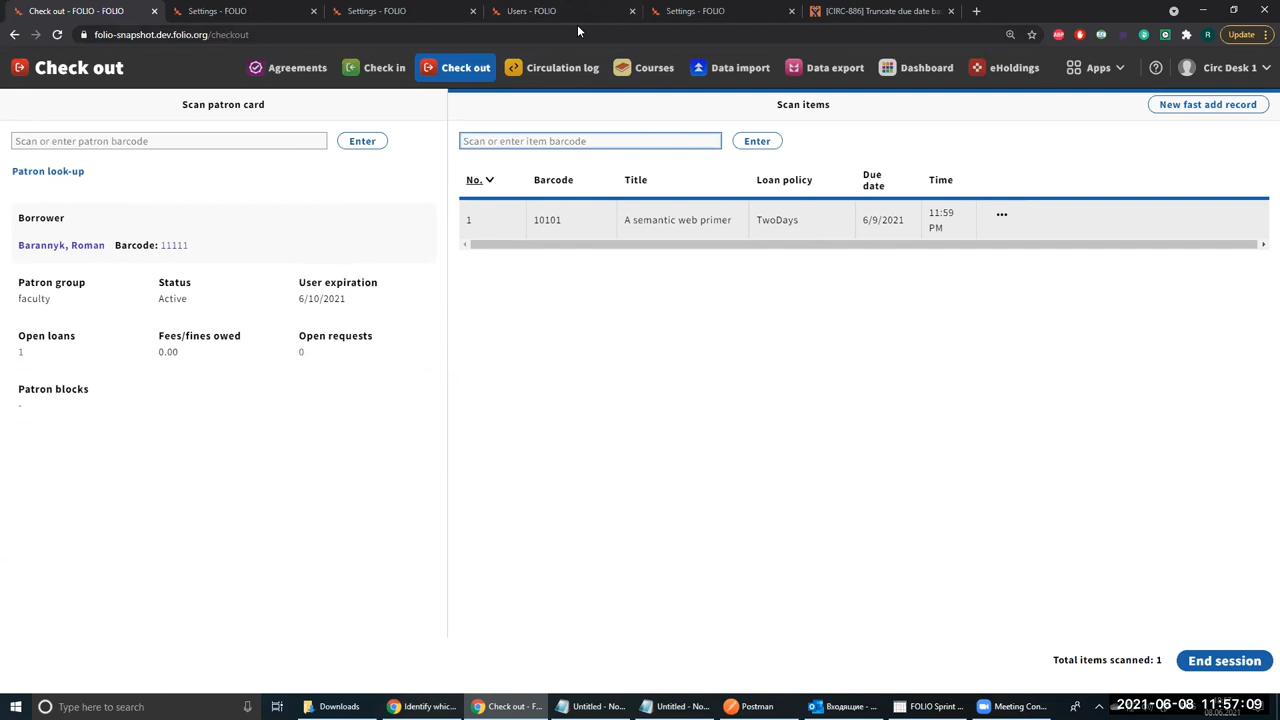 Check out - FOLIO
Settings - FOLIO
Settings - FOLIO
Users - FOLIO
Settings - FOLIO
[CIRC-886] Truncate due date ba
folio-snapshot.dev.folio.org/checkout
R
Update
Check out
Agreements
Check in
Check out
Circulation log
Courses
Data import
Data export
Dashboard
eHoldings
Apps
Circ Desk 1
Scan patron card
Scan items
New fast add record
Scan or enter patron barcode
Enter
Scan or enter item barcode
Enter
Patron look-up
No.
Barcode
Title
Loan policy
Due date
Time
1
10101
A semantic web primer
TwoDays
6/9/2021
11:59 PM
•••
Borrower
Barannyk, Roman Barcode: 11111
Patron group
Status
User expiration
faculty
Active
6/10/2021
Open loans
Fees/fines owed
Open requests
1
0.00
0
Patron blocks
-
Total items scanned: 1
End session
Type here to search
Downloads
Identify whic...
Check out - F...
Untitled - No...
Untitled - No...
Postman
Входящие - ...
FOLIO Sprint ...
Meeting Con...
2021-06-08 11:57:09